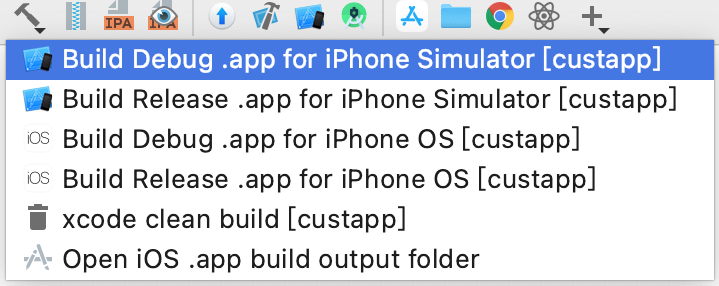 IPA
IPA
Build Debug .app for iPhone Simulator [custapp]
Build Release .app for iPhone Simulator [custapp]
iOS Build Debug .app for iPhone OS [custapp]
iOS Build Release .app for iPhone OS [custapp]
xcode clean build [custapp]
Open iOS .app build output folder